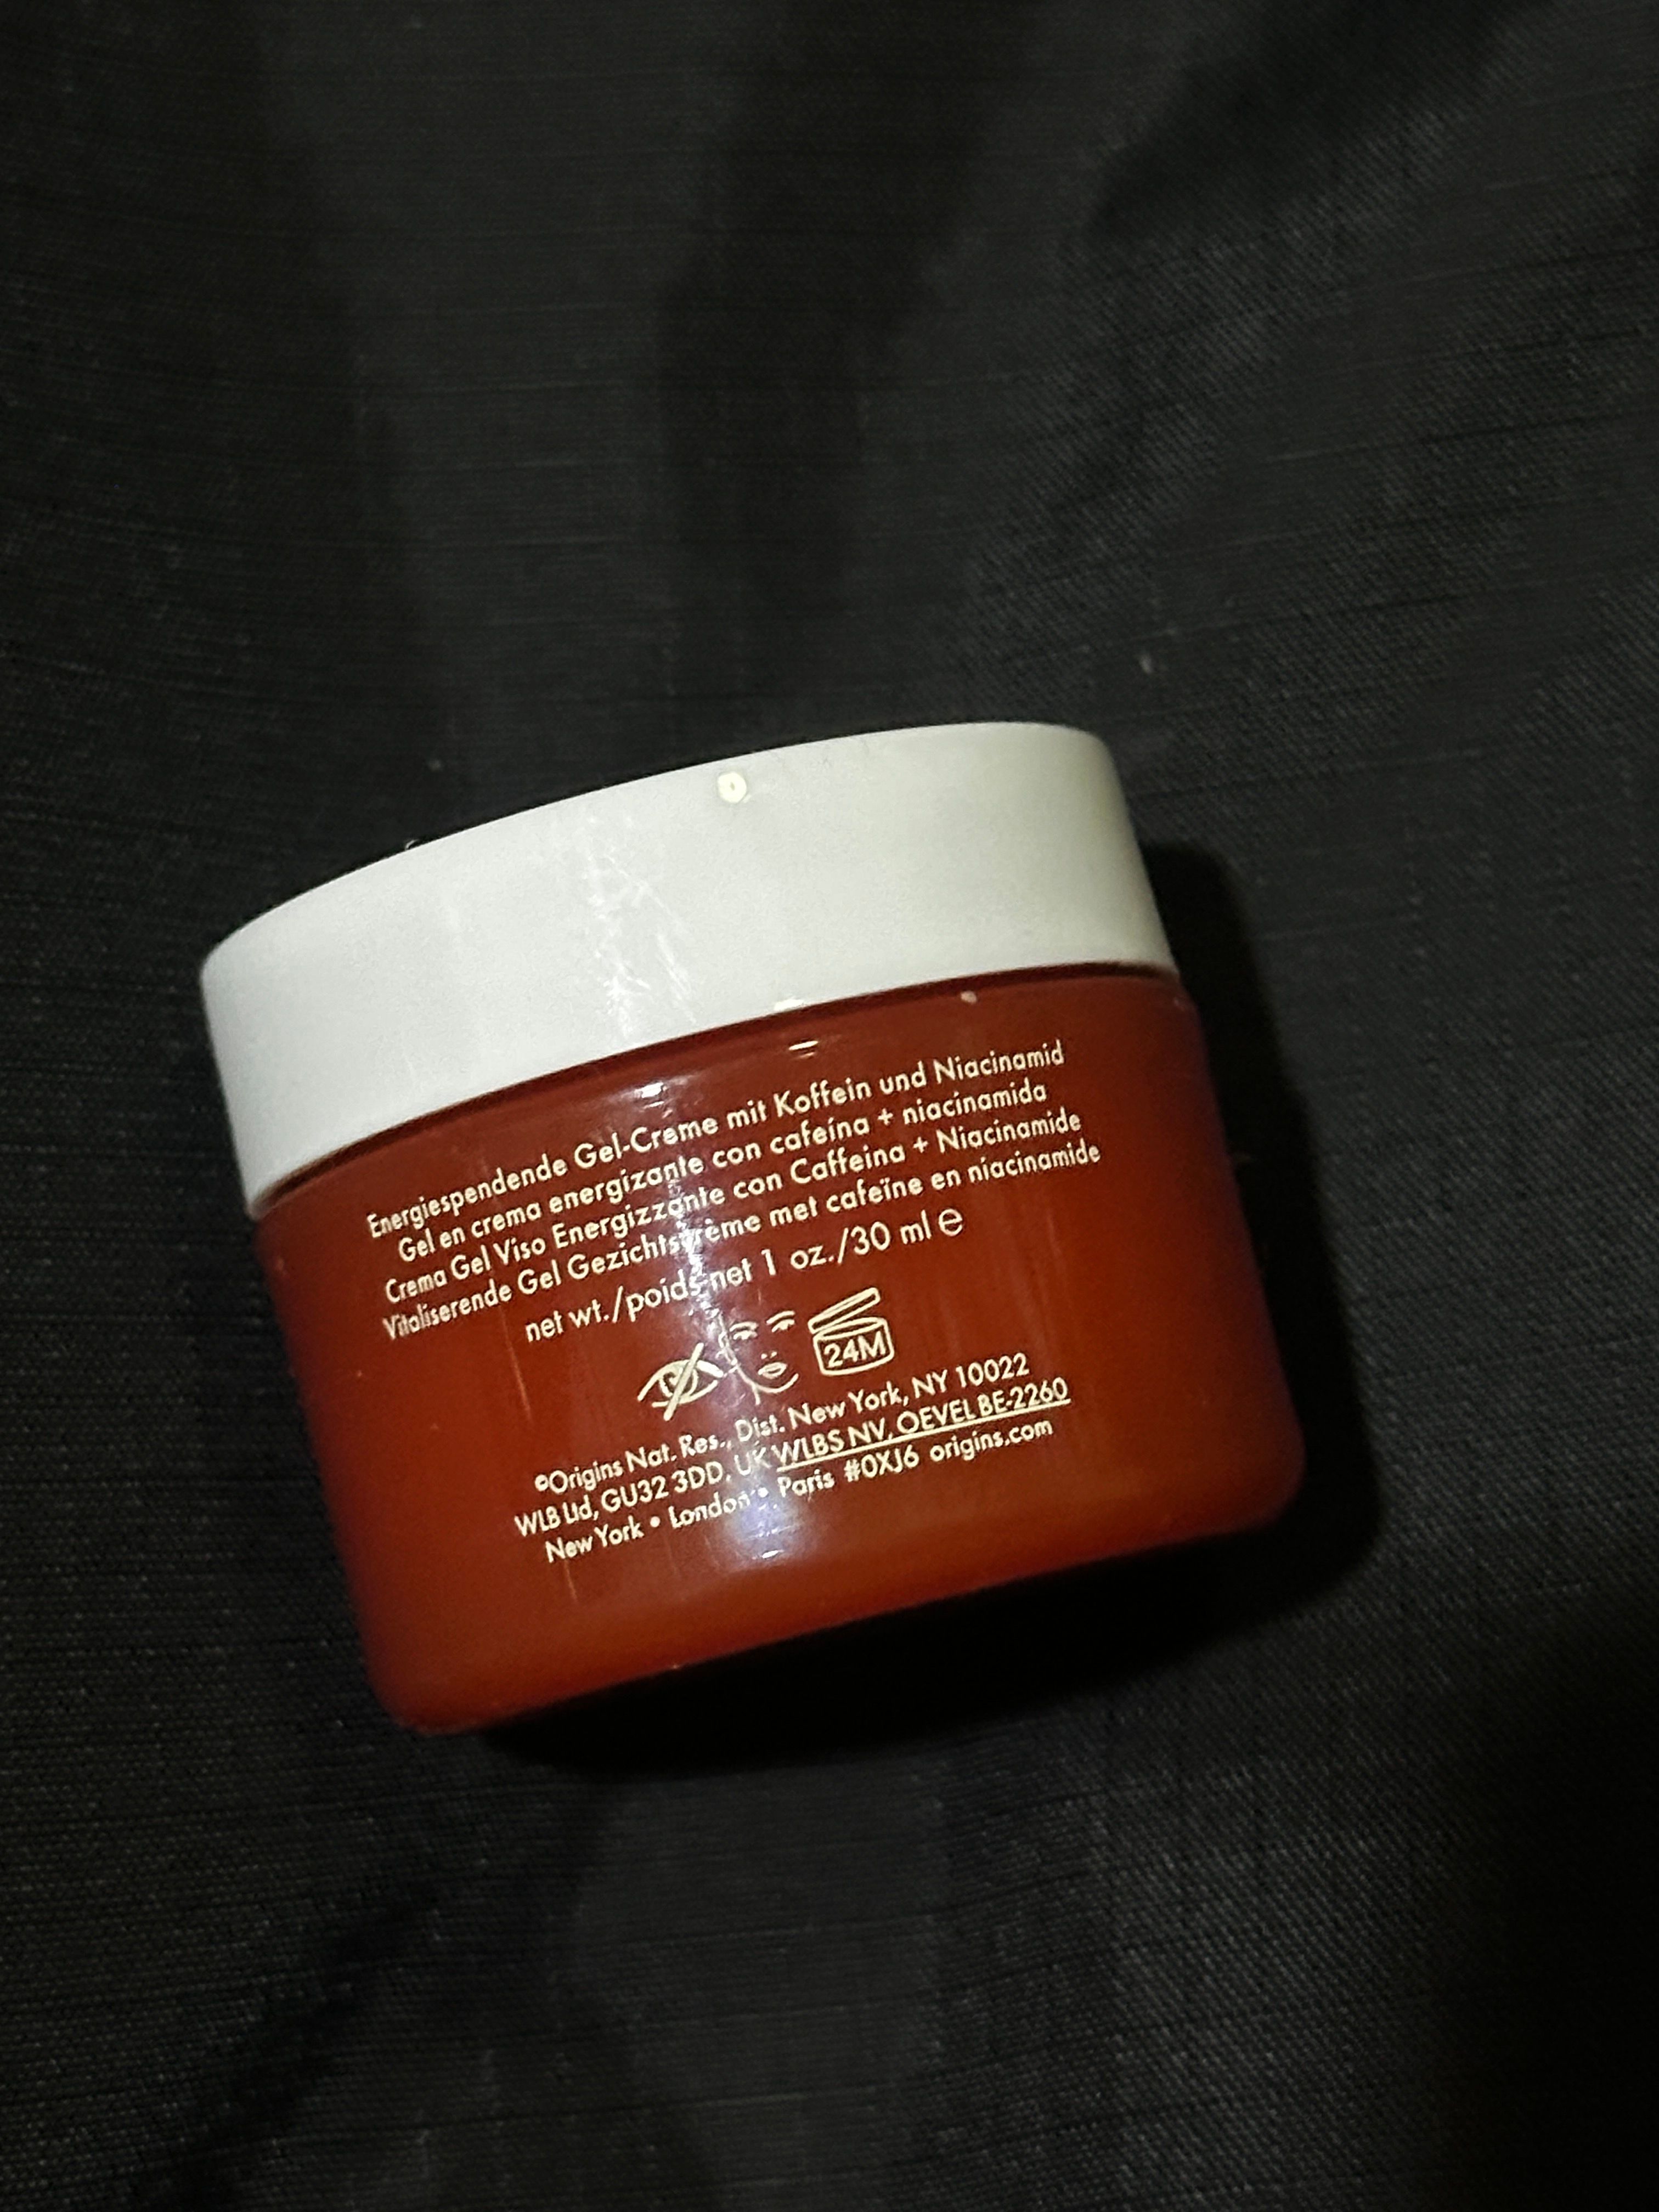 Energiespendende Gel-Creme mit Koffein und Niacinamid
Gel en crema energizante con cafeína + niacinamida
Crema Gel Viso Energizzante con Caffeina + Niacinamide
Vitaliserende Gel Gezichtscrème met cafeïne en niacinamide
net wt./poids net 1 oz./30 ml ℮
24M
©Origins Nat. Res., Dist. New York, NY 10022
WLB Ltd, GU32 3DD, UK WLBS NV, OEVEL BE-2260
New York • London • Paris #0XJ6 origins.com